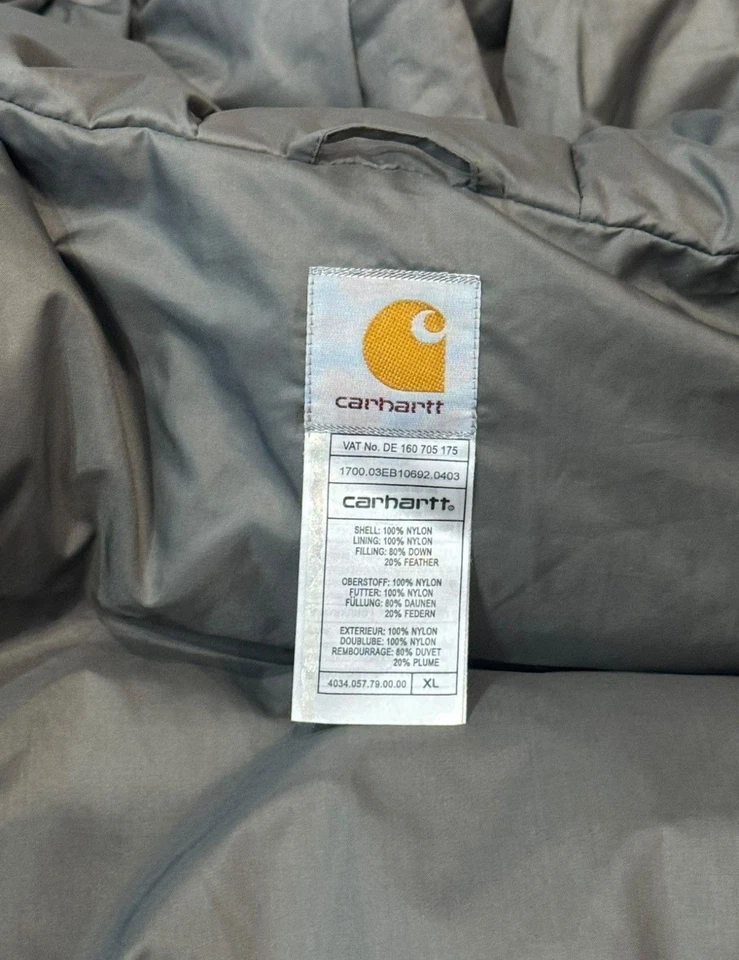 carhartt
VAT No. DE 160 705 175
1700.03EB10692.0403
carhartt®
SHELL: 100% NYLON
LINING: 100% NYLON
FILLING: 80% DOWN
20% FEATHER
OBERSTOFF: 100% NYLON
FUTTER: 100% NYLON
FÜLLUNG: 80% DAUNEN
20% FEDERN
EXTERIEUR: 100% NYLON
DOUBLUBE: 100% NYLON
REMBOURRAGE: 80% DUVET
20% PLUME
4034.057.79.00.00 XL